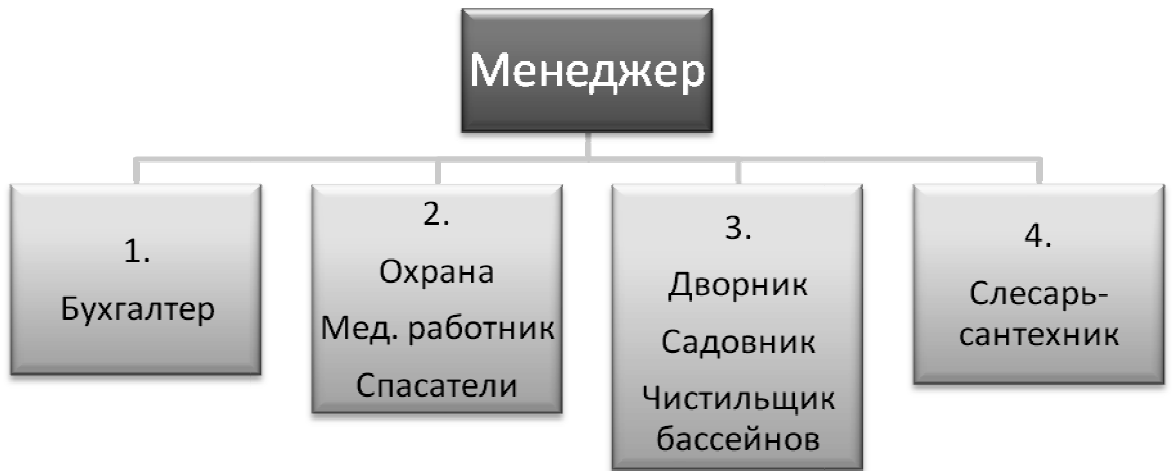 Менеджер
1.
Бухгалтер
2.
Охрана
Мед. работник
Спасатели
3.
Дворник
Садовник
Чистильщик
бассейнов
4.
Слесарь-
сантехник